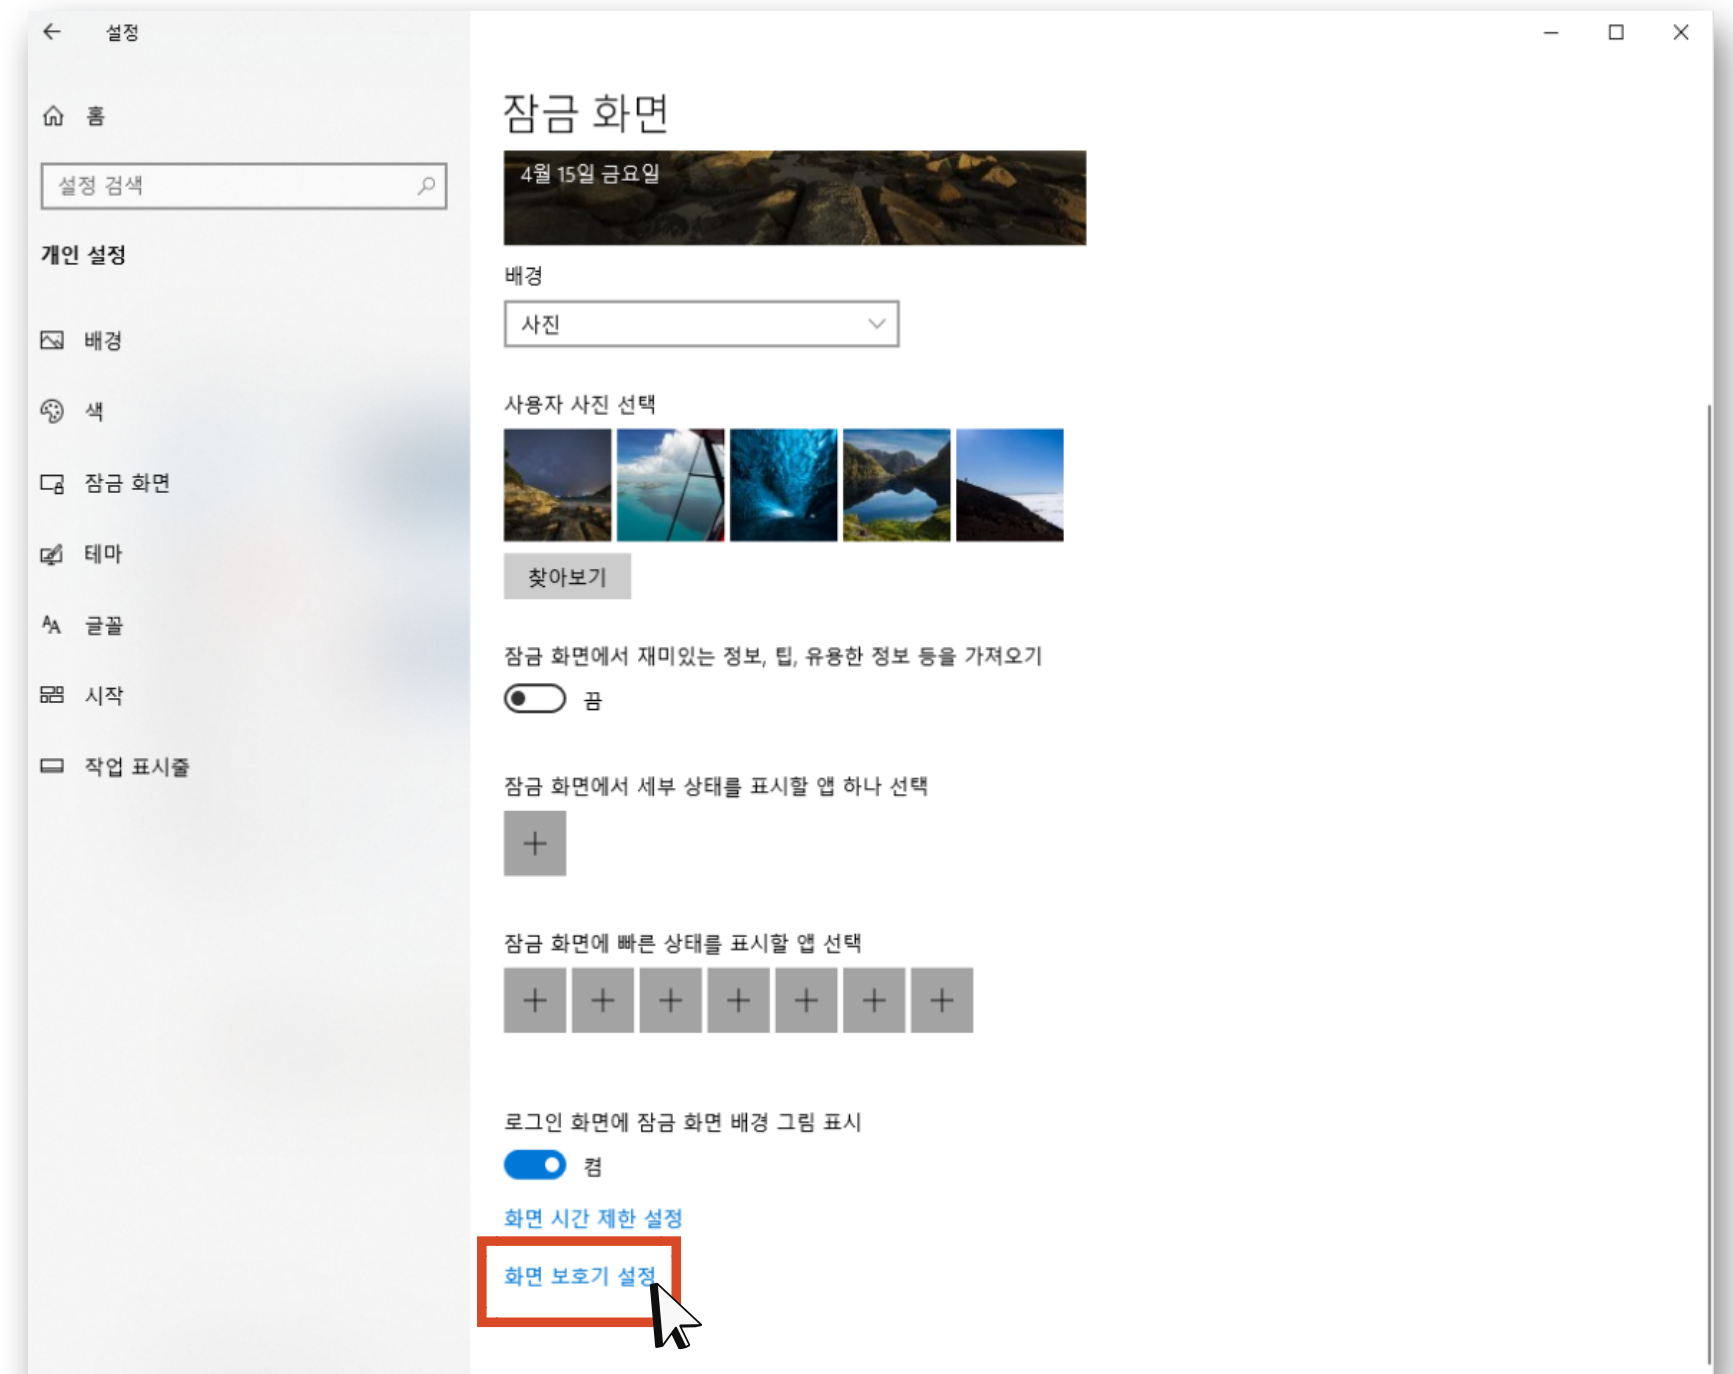 설정
홈
설정 검색
개인 설정
배경
색
잠금 화면
테마
글꼴
시작
작업 표시줄
잠금 화면
4월 15일 금요일
배경
사진
사용자 사진 선택
찾아보기
잠금 화면에서 재미있는 정보, 팁, 유용한 정보 등을 가져오기
끔
잠금 화면에서 세부 상태를 표시할 앱 하나 선택
잠금 화면에 빠른 상태를 표시할 앱 선택
로그인 화면에 잠금 화면 배경 그림 표시
켬
화면 시간 제한 설정
화면 보호기 설정